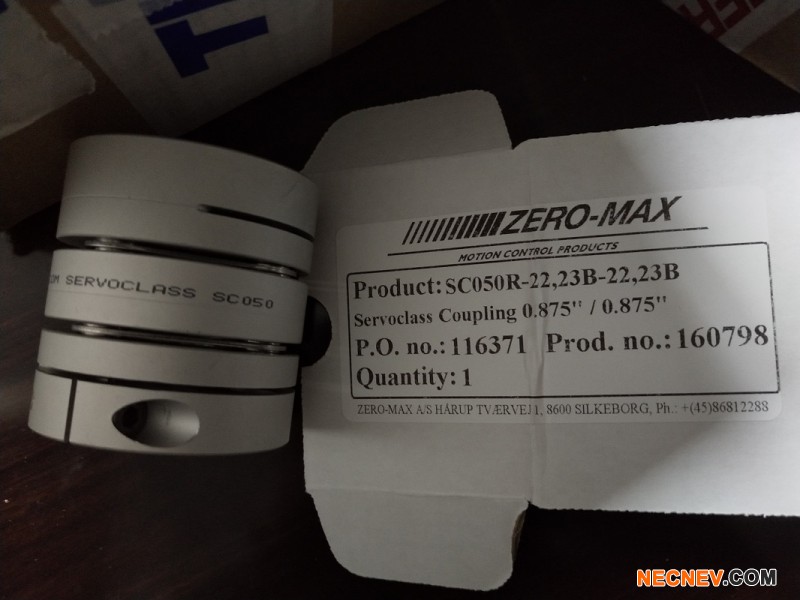 SERVOCLASS SC050
ZERO-MAX
MOTION CONTROL PRODUCTS
Product: SC050R-22,23B-22,23B
Servoclass Coupling 0.875" / 0.875"
P.O. no.: 116371 Prod. no.: 160798
Quantity: 1
ZERO-MAX A/S HÅRUP TVÆRVEJ 1, 8600 SILKEBORG, Ph.: +(45)86812288
NECNEV.COM